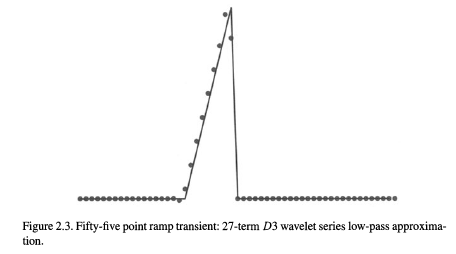 Figure 2.3. Fifty-five point ramp transient: 27-term D3 wavelet series low-pass approxima-
tion.